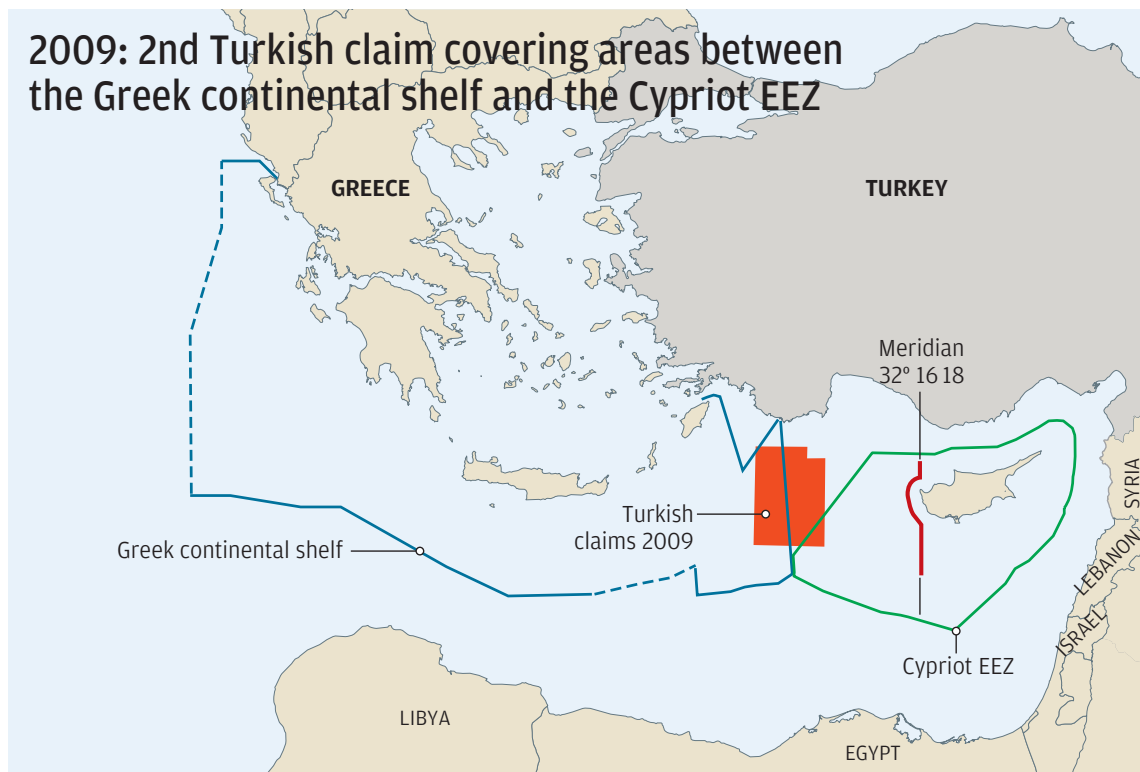 2009: 2nd Turkish claim covering areas between
the Greek continental shelf and the Cypriot EEZ
GREECE
TURKEY
Meridian
32º 16 18
SYRIA
Turkish
claims 2009
Greek continental shelf
LEBANON
ISRAEL
Cypriot EEZ
LIBYA
EGYPT